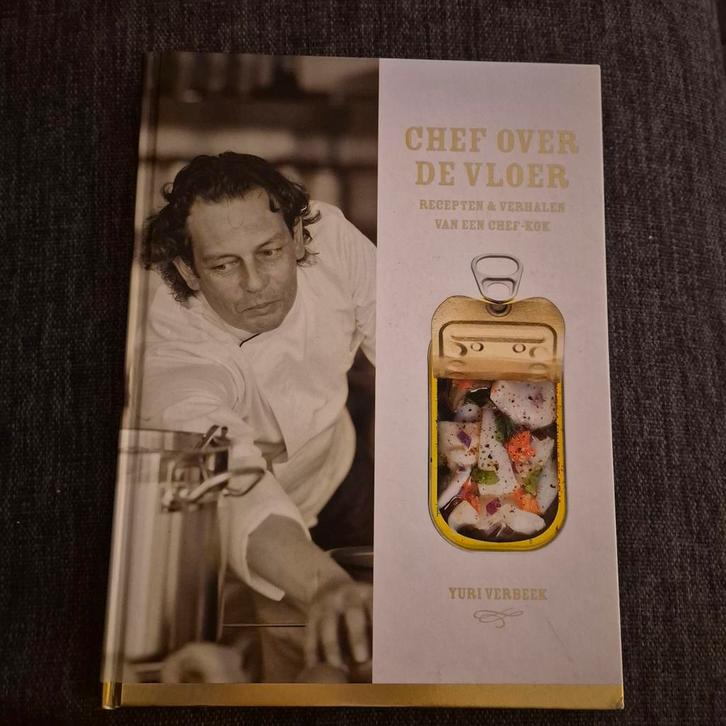 CHEF OVER
DE VLOER
RECEPTEN & VERHALEN
VAN EEN CHEF-KOK
YURI VERBEEK